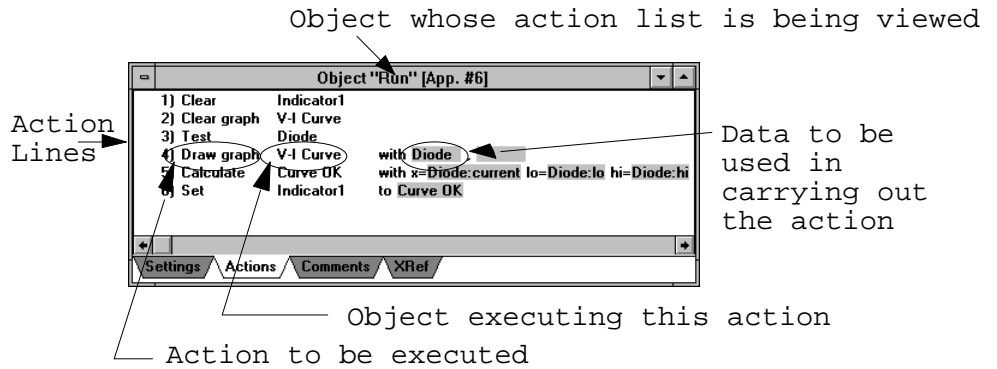 Object whose action list is being viewed
Object "Run" [App. #6]
Action
Lines
1) Clear Indicator1
2) Clear graph V-I Curve
3) Test Diode
4) Draw graph V-I Curve with Diode ,
5) Calculate Curve OK with x=Diode:current lo=Diode:lo hi=Diode:hi
6) Set Indicator1 to Curve OK
Data to be
used in
carrying out
the action
Settings Actions Comments XRef
Object executing this action
Action to be executed